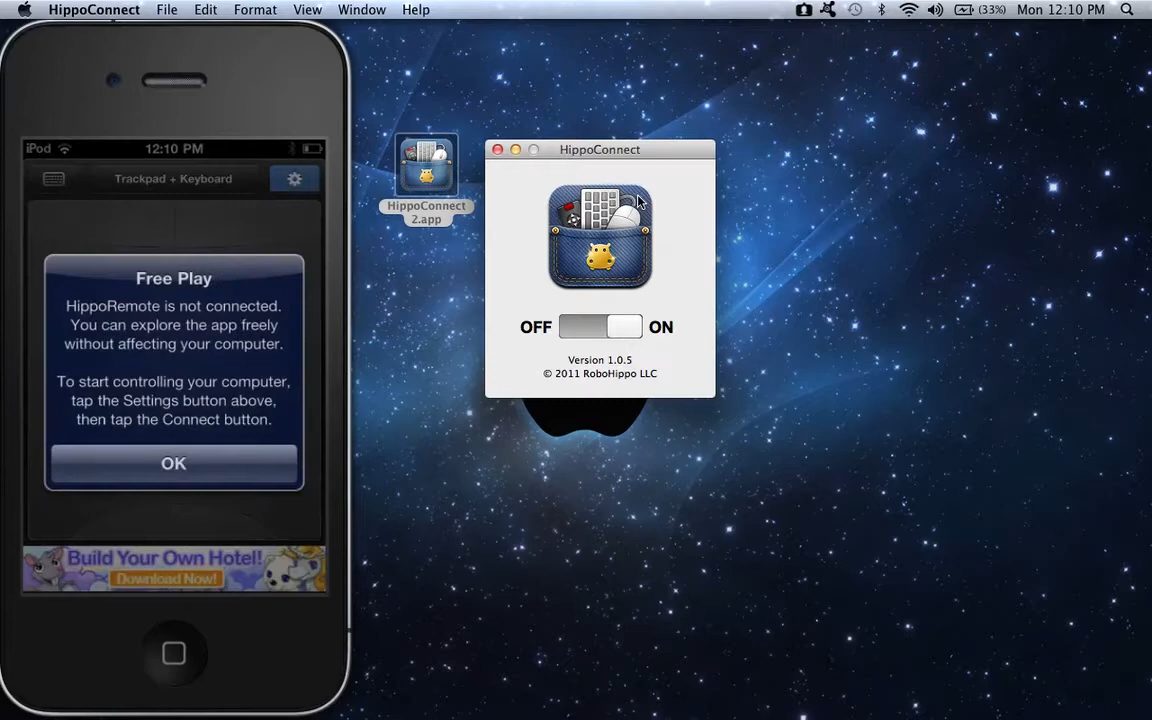 HippoConnect File Edit Format View Window Help (33%) Mon 12:10 PM
iPod 12:10 PM
Trackpad + Keyboard
Free Play
HippoRemote is not connected.
You can explore the app freely
without affecting your computer.
To start controlling your computer,
tap the Settings button above,
then tap the Connect button.
OK
Build Your Own Hotel!
Download Now!
HippoConnect
2.app
HippoConnect
OFF ON
Version 1.0.5
© 2011 RoboHippo LLC